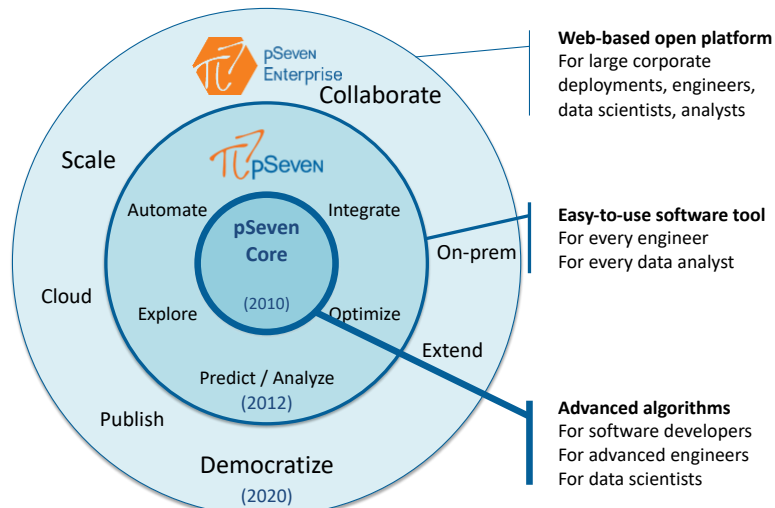 pSeven
Enterprise
Collaborate
Scale
pSeven
Automate
Integrate
pSeven
Core
On-prem
Cloud
(2010)
Explore
Optimize
Extend
Predict / Analyze
(2012)
Publish
Democratize
(2020)
Web-based open platform
For large corporate
deployments, engineers,
data scientists, analysts
Easy-to-use software tool
For every engineer
For every data analyst
Advanced algorithms
For software developers
For advanced engineers
For data scientists